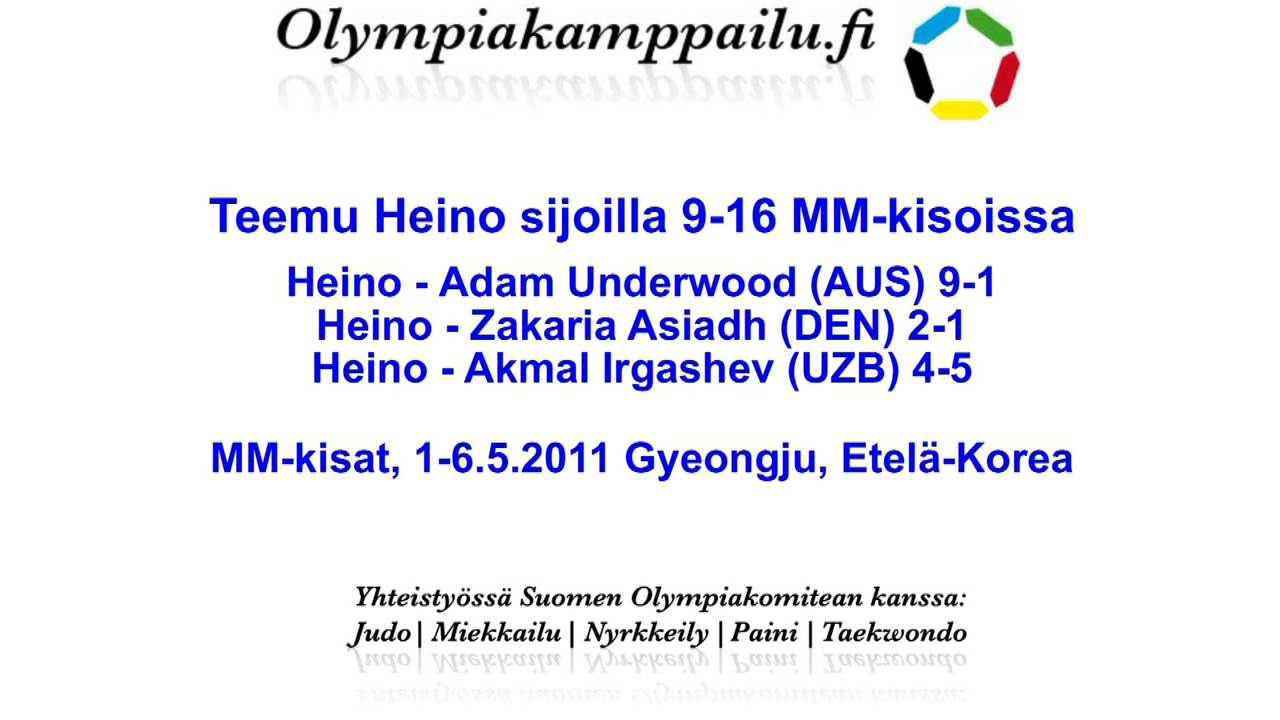 Olympiakamppailu.fi
Teemu Heino sijoilla 9-16 MM-kisoissa
Heino - Adam Underwood (AUS) 9-1
Heino - Zakaria Asiadh (DEN) 2-1
Heino - Akmal Irgashev (UZB) 4-5
MM-kisat, 1-6.5.2011 Gyeongju, Etelä-Korea
Yhteistyössä Suomen Olympiakomitean kanssa:
Judo | Miekkailu | Nyrkkeily | Paini | Taekwondo